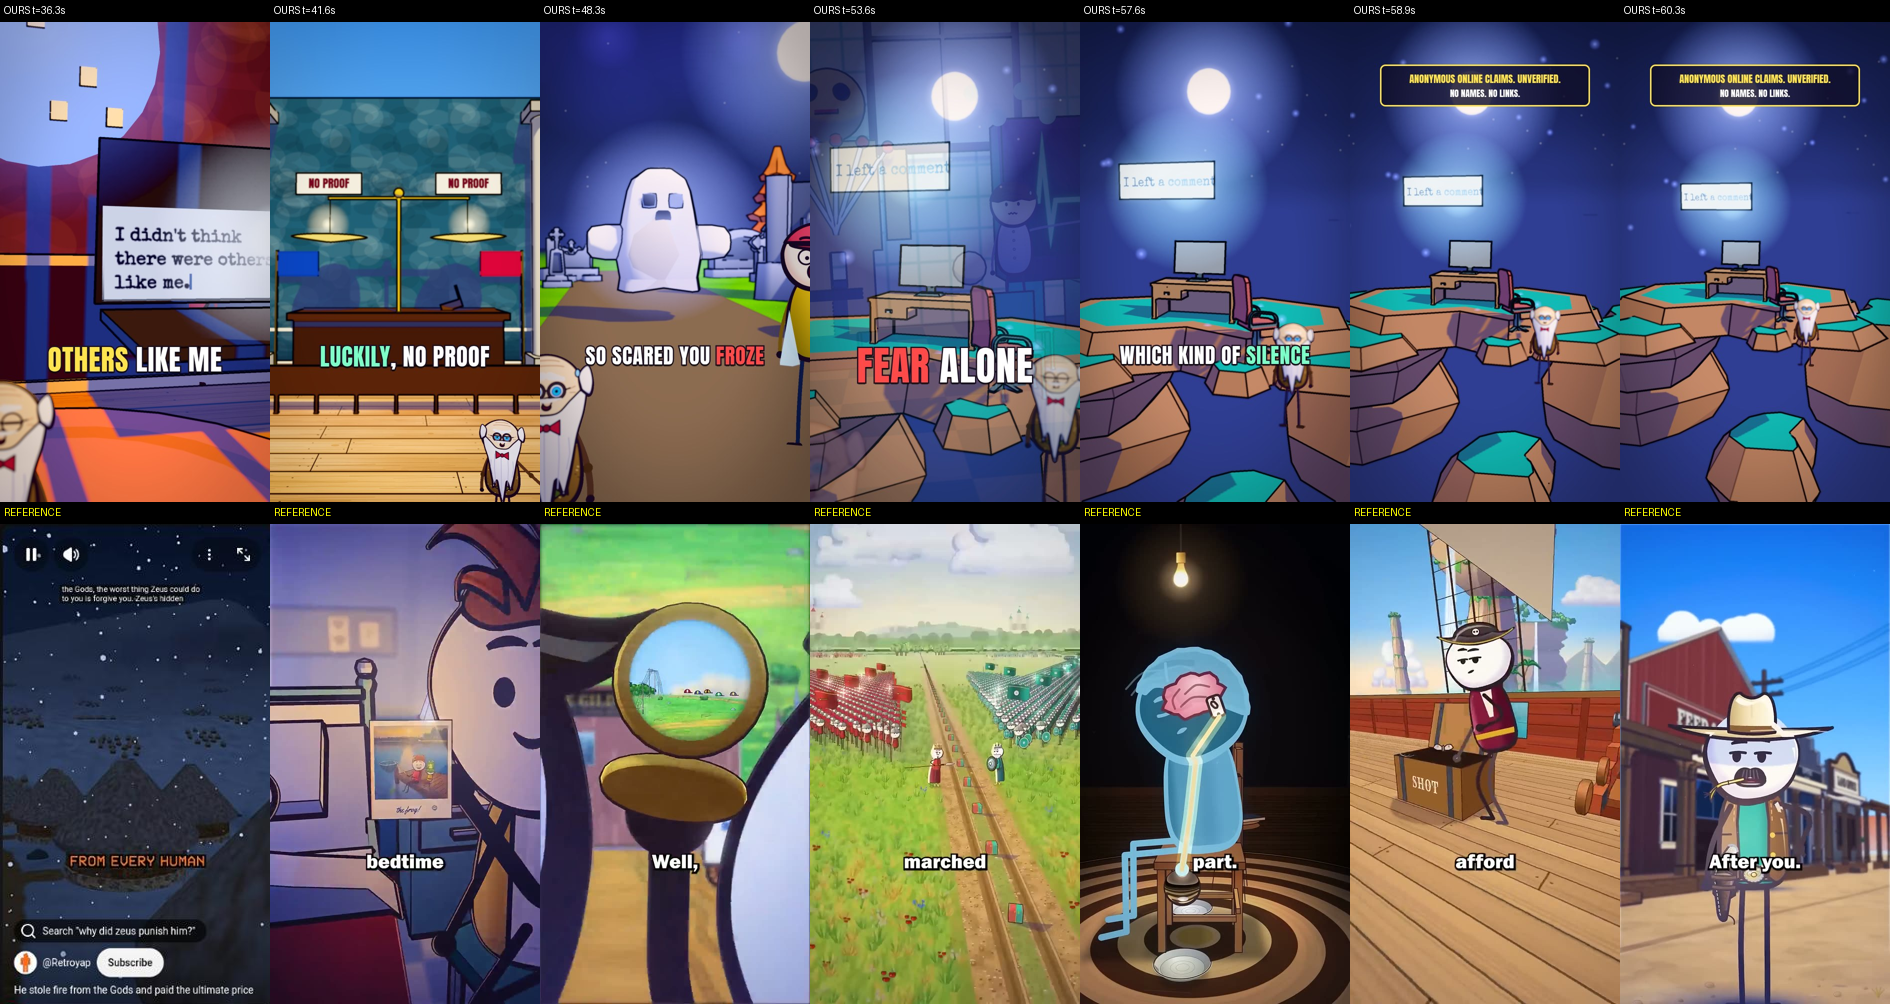 OURS t=36.3s
OURS t=41.6s
OURS t=48.3s
OURS t=53.6s
OURS t=57.6s
OURS t=58.9s
OURS t=60.3s
I didn't think
there were others
like me.
OTHERS LIKE ME
NO PROOF
NO PROOF
LUCKILY, NO PROOF
SO SCARED YOU FROZE
I left a comment
FEAR ALONE
I left a comment
WHICH KIND OF SILENCE
ANONYMOUS ONLINE CLAIMS. UNVERIFIED.
NO NAMES. NO LINKS.
I left a comment
ANONYMOUS ONLINE CLAIMS. UNVERIFIED.
NO NAMES. NO LINKS.
I left a comment
REFERENCE
REFERENCE
REFERENCE
REFERENCE
REFERENCE
REFERENCE
REFERENCE
the Gods, the worst thing Zeus could do
to you is forgive you. Zeus's hidden
FROM EVERY HUMAN
Search "why did zeus punish him?"
@Retroyap
Subscribe
He stole fire from the Gods and paid the ultimate price
the frog!
bedtime
Well,
marched
part.
SHOT
afford
FEED
After you.